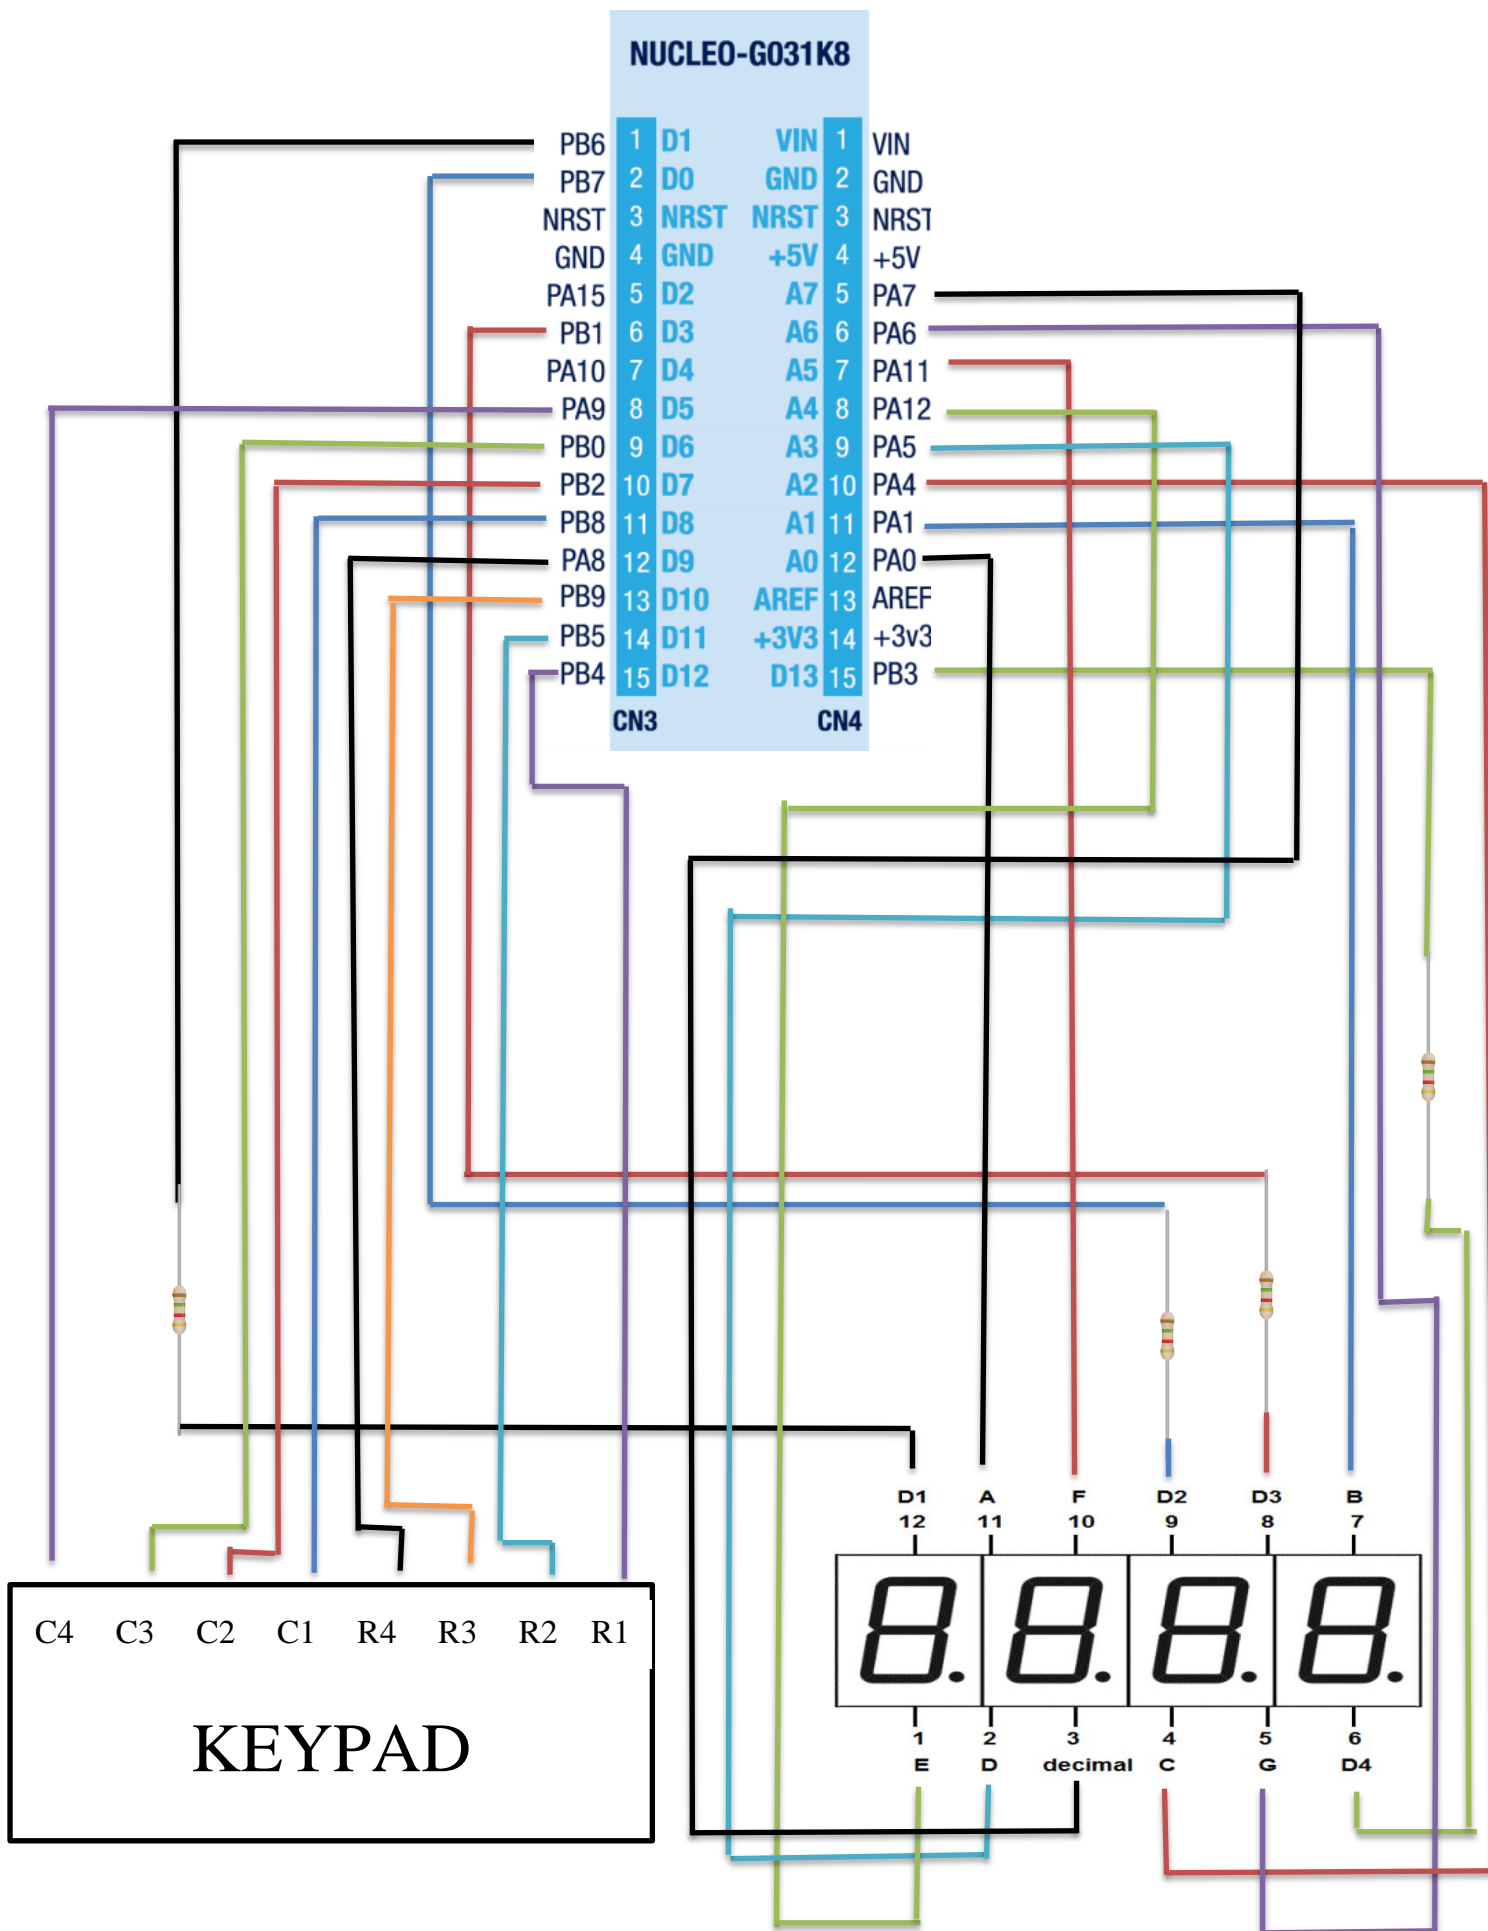 NUCLEO-G031K8
PB6 1 D1 VIN 1 VIN
PB7 2 D0 GND 2 GND
NRST 3 NRST NRST 3 NRST
GND 4 GND +5V 4 +5V
PA15 5 D2 A7 5 PA7
PB1 6 D3 A6 6 PA6
PA10 7 D4 A5 7 PA11
PA9 8 D5 A4 8 PA12
PB0 9 D6 A3 9 PA5
PB2 10 D7 A2 10 PA4
PB8 11 D8 A1 11 PA1
PA8 12 D9 A0 12 PA0
PB9 13 D10 AREF 13 AREF
PB5 14 D11 +3V3 14 +3v3
PB4 15 D12 D13 15 PB3
CN3 CN4
D1 A F D2 D3 B
12 11 10 9 8 7
8. 8. 8. 8.
1 2 3 4 5 6
E D decimal C G D4
C4 C3 C2 C1 R4 R3 R2 R1
KEYPAD